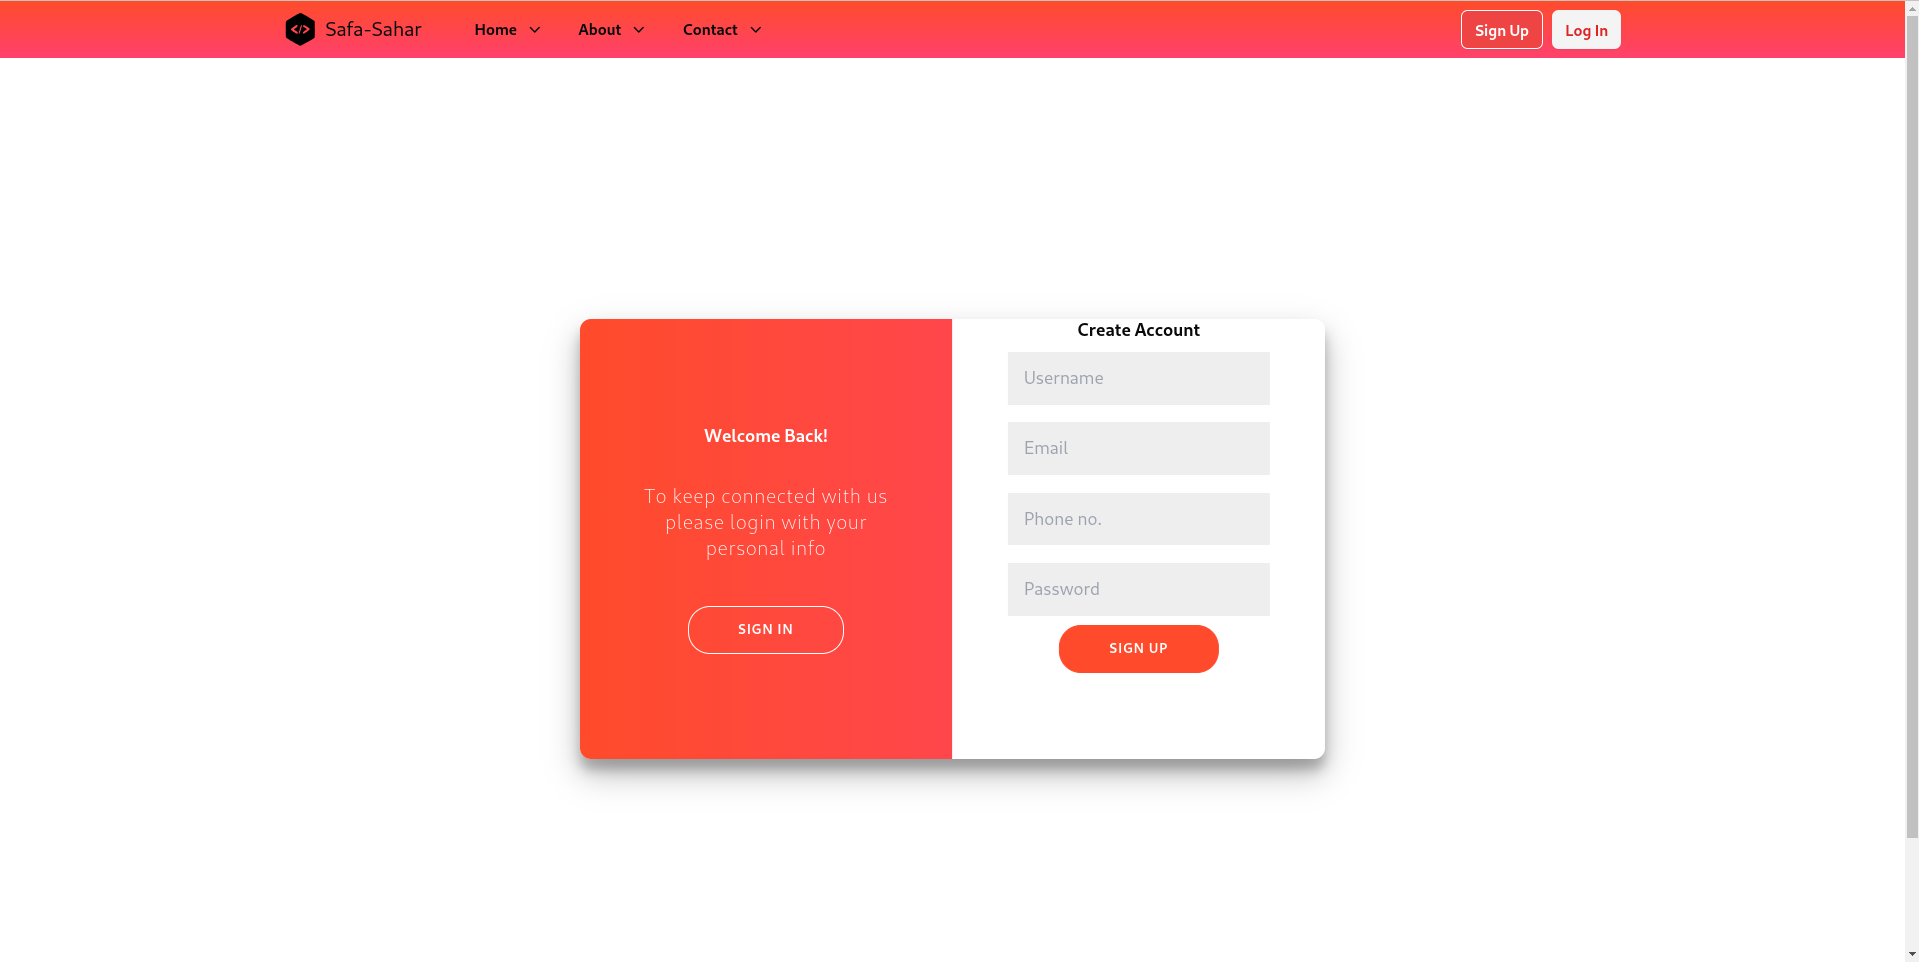 Safa-Sahar
Home
About
Contact
Sign Up
Log In
Welcome Back!
To keep connected with us
please login with your
personal info
SIGN IN
Create Account
Username
Email
Phone no.
Password
SIGN UP